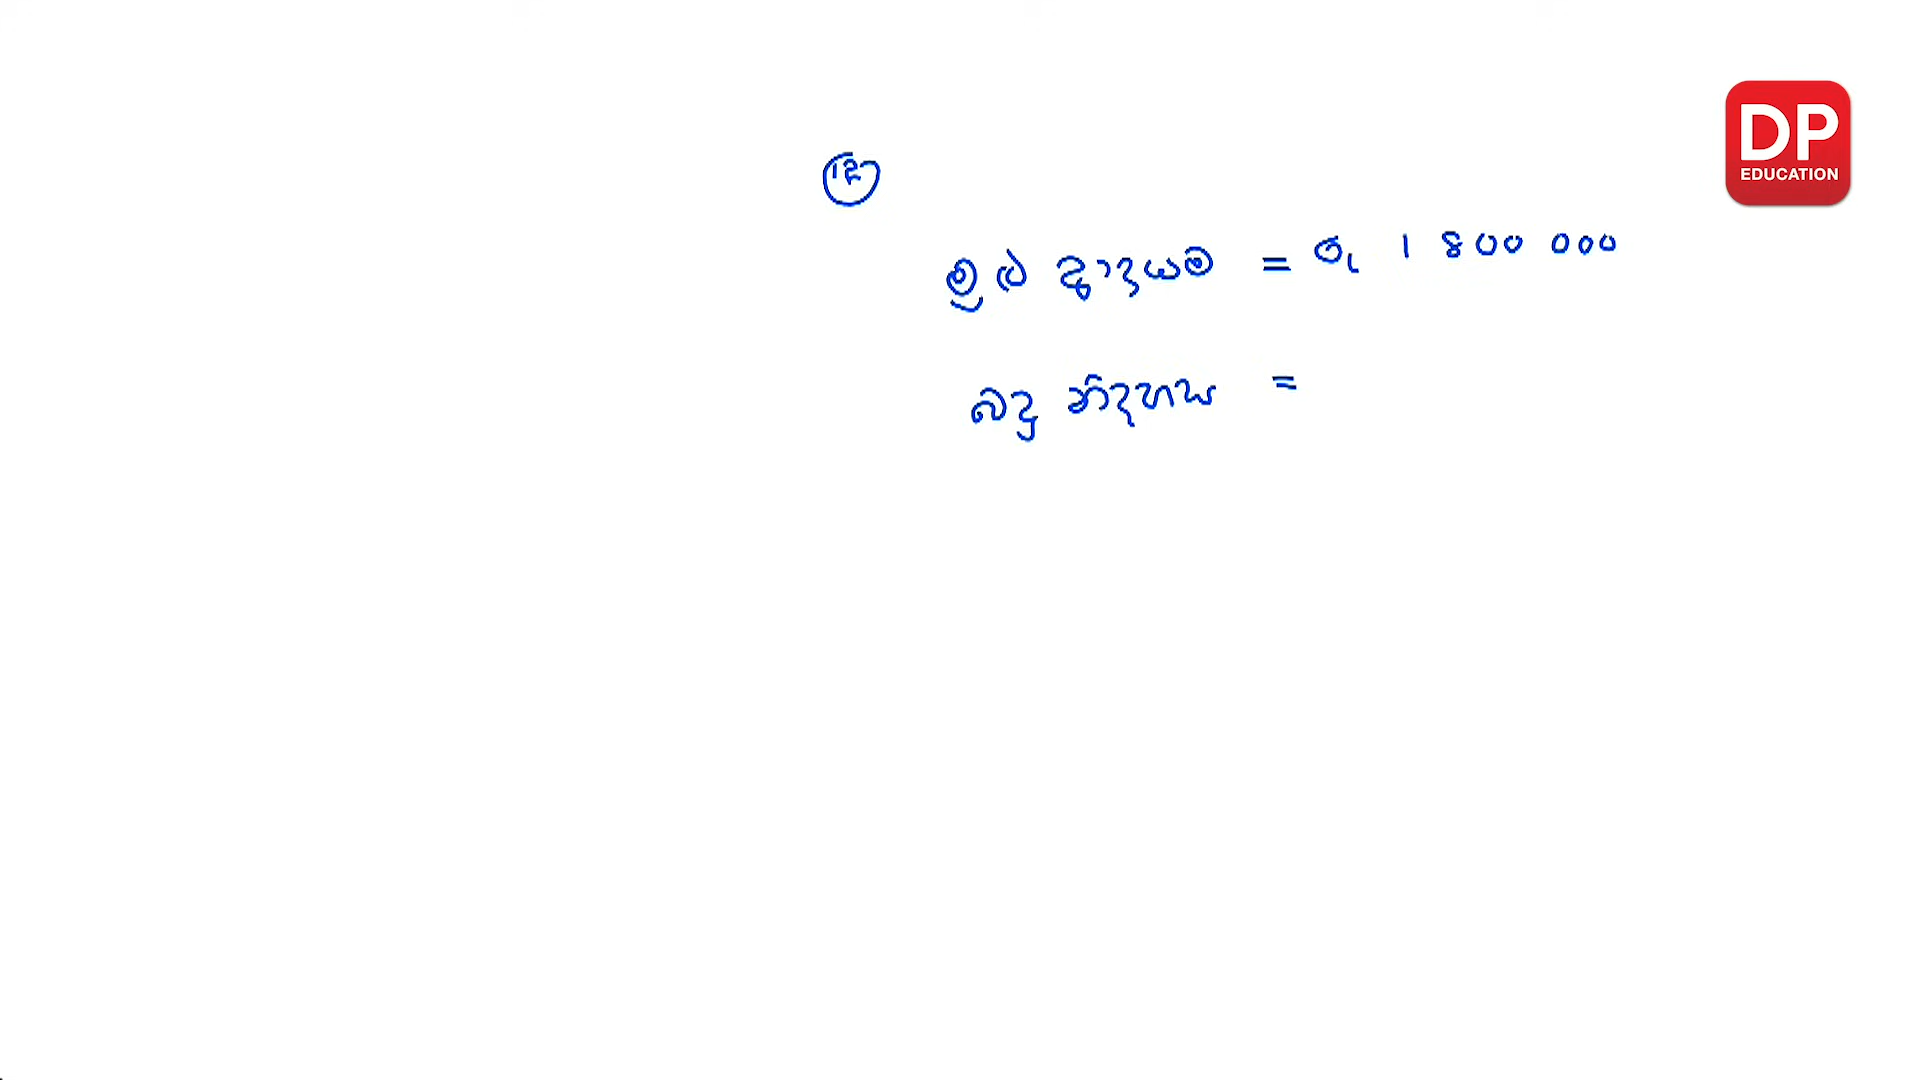 DP
EDUCATION
මුළු ආදායම = රු 1 800 000
බදු නිදහස =